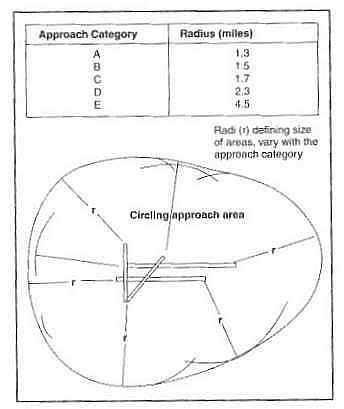 Approach Category Radius (miles)
A 1.3
B 1.5
C 1.7
D 2.3
E 4.5
Radi (r) defining size
of areas, vary with the
approach category
Circling approach area
r
r
r
r
r